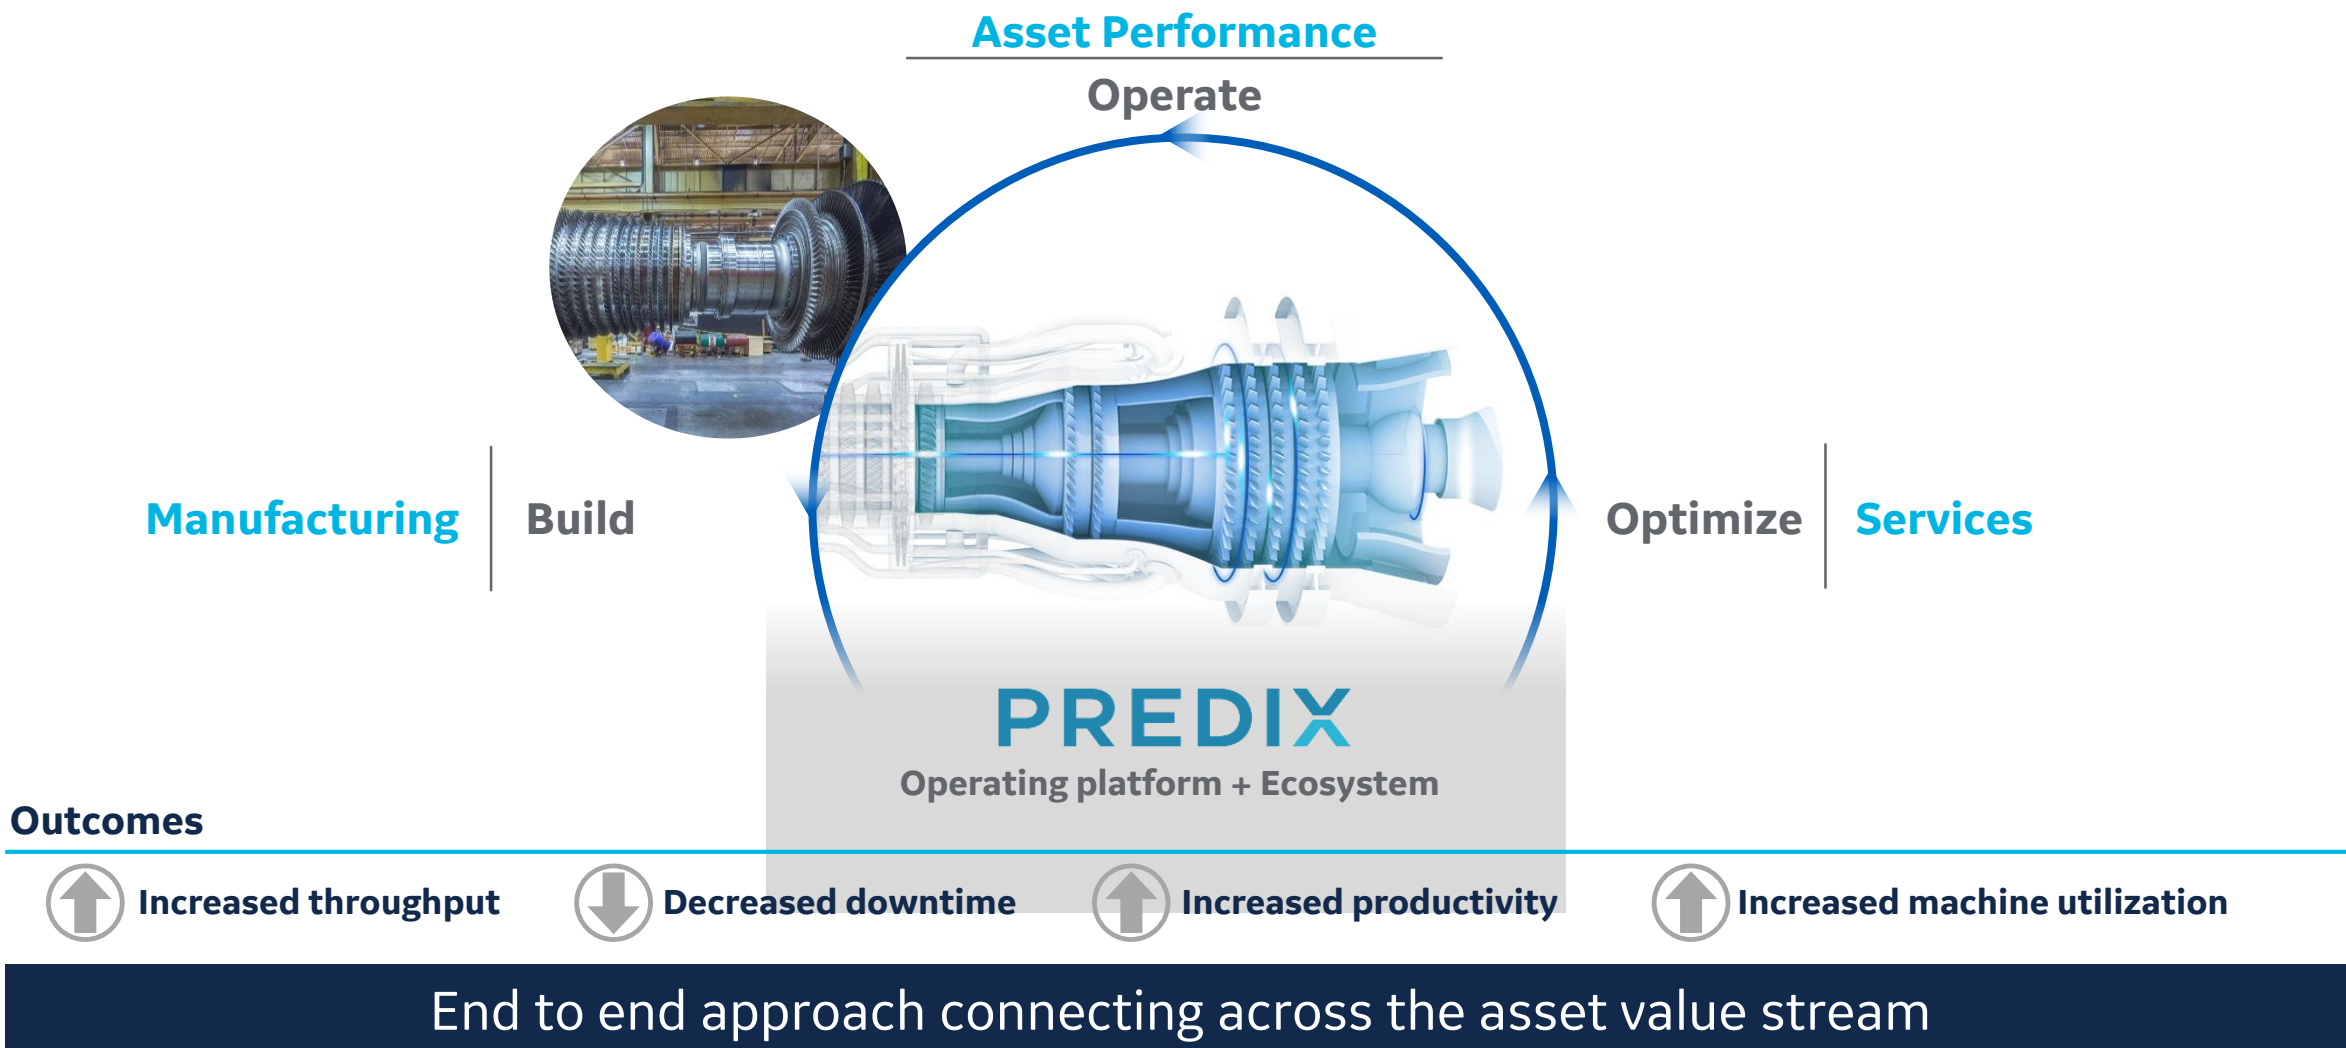 Asset Performance
Operate
Manufacturing
Build
Optimize
Services
PREDIX
Operating platform + Ecosystem
Outcomes
Increased throughput
Decreased downtime
Increased productivity
Increased machine utilization
End to end approach connecting across the asset value stream